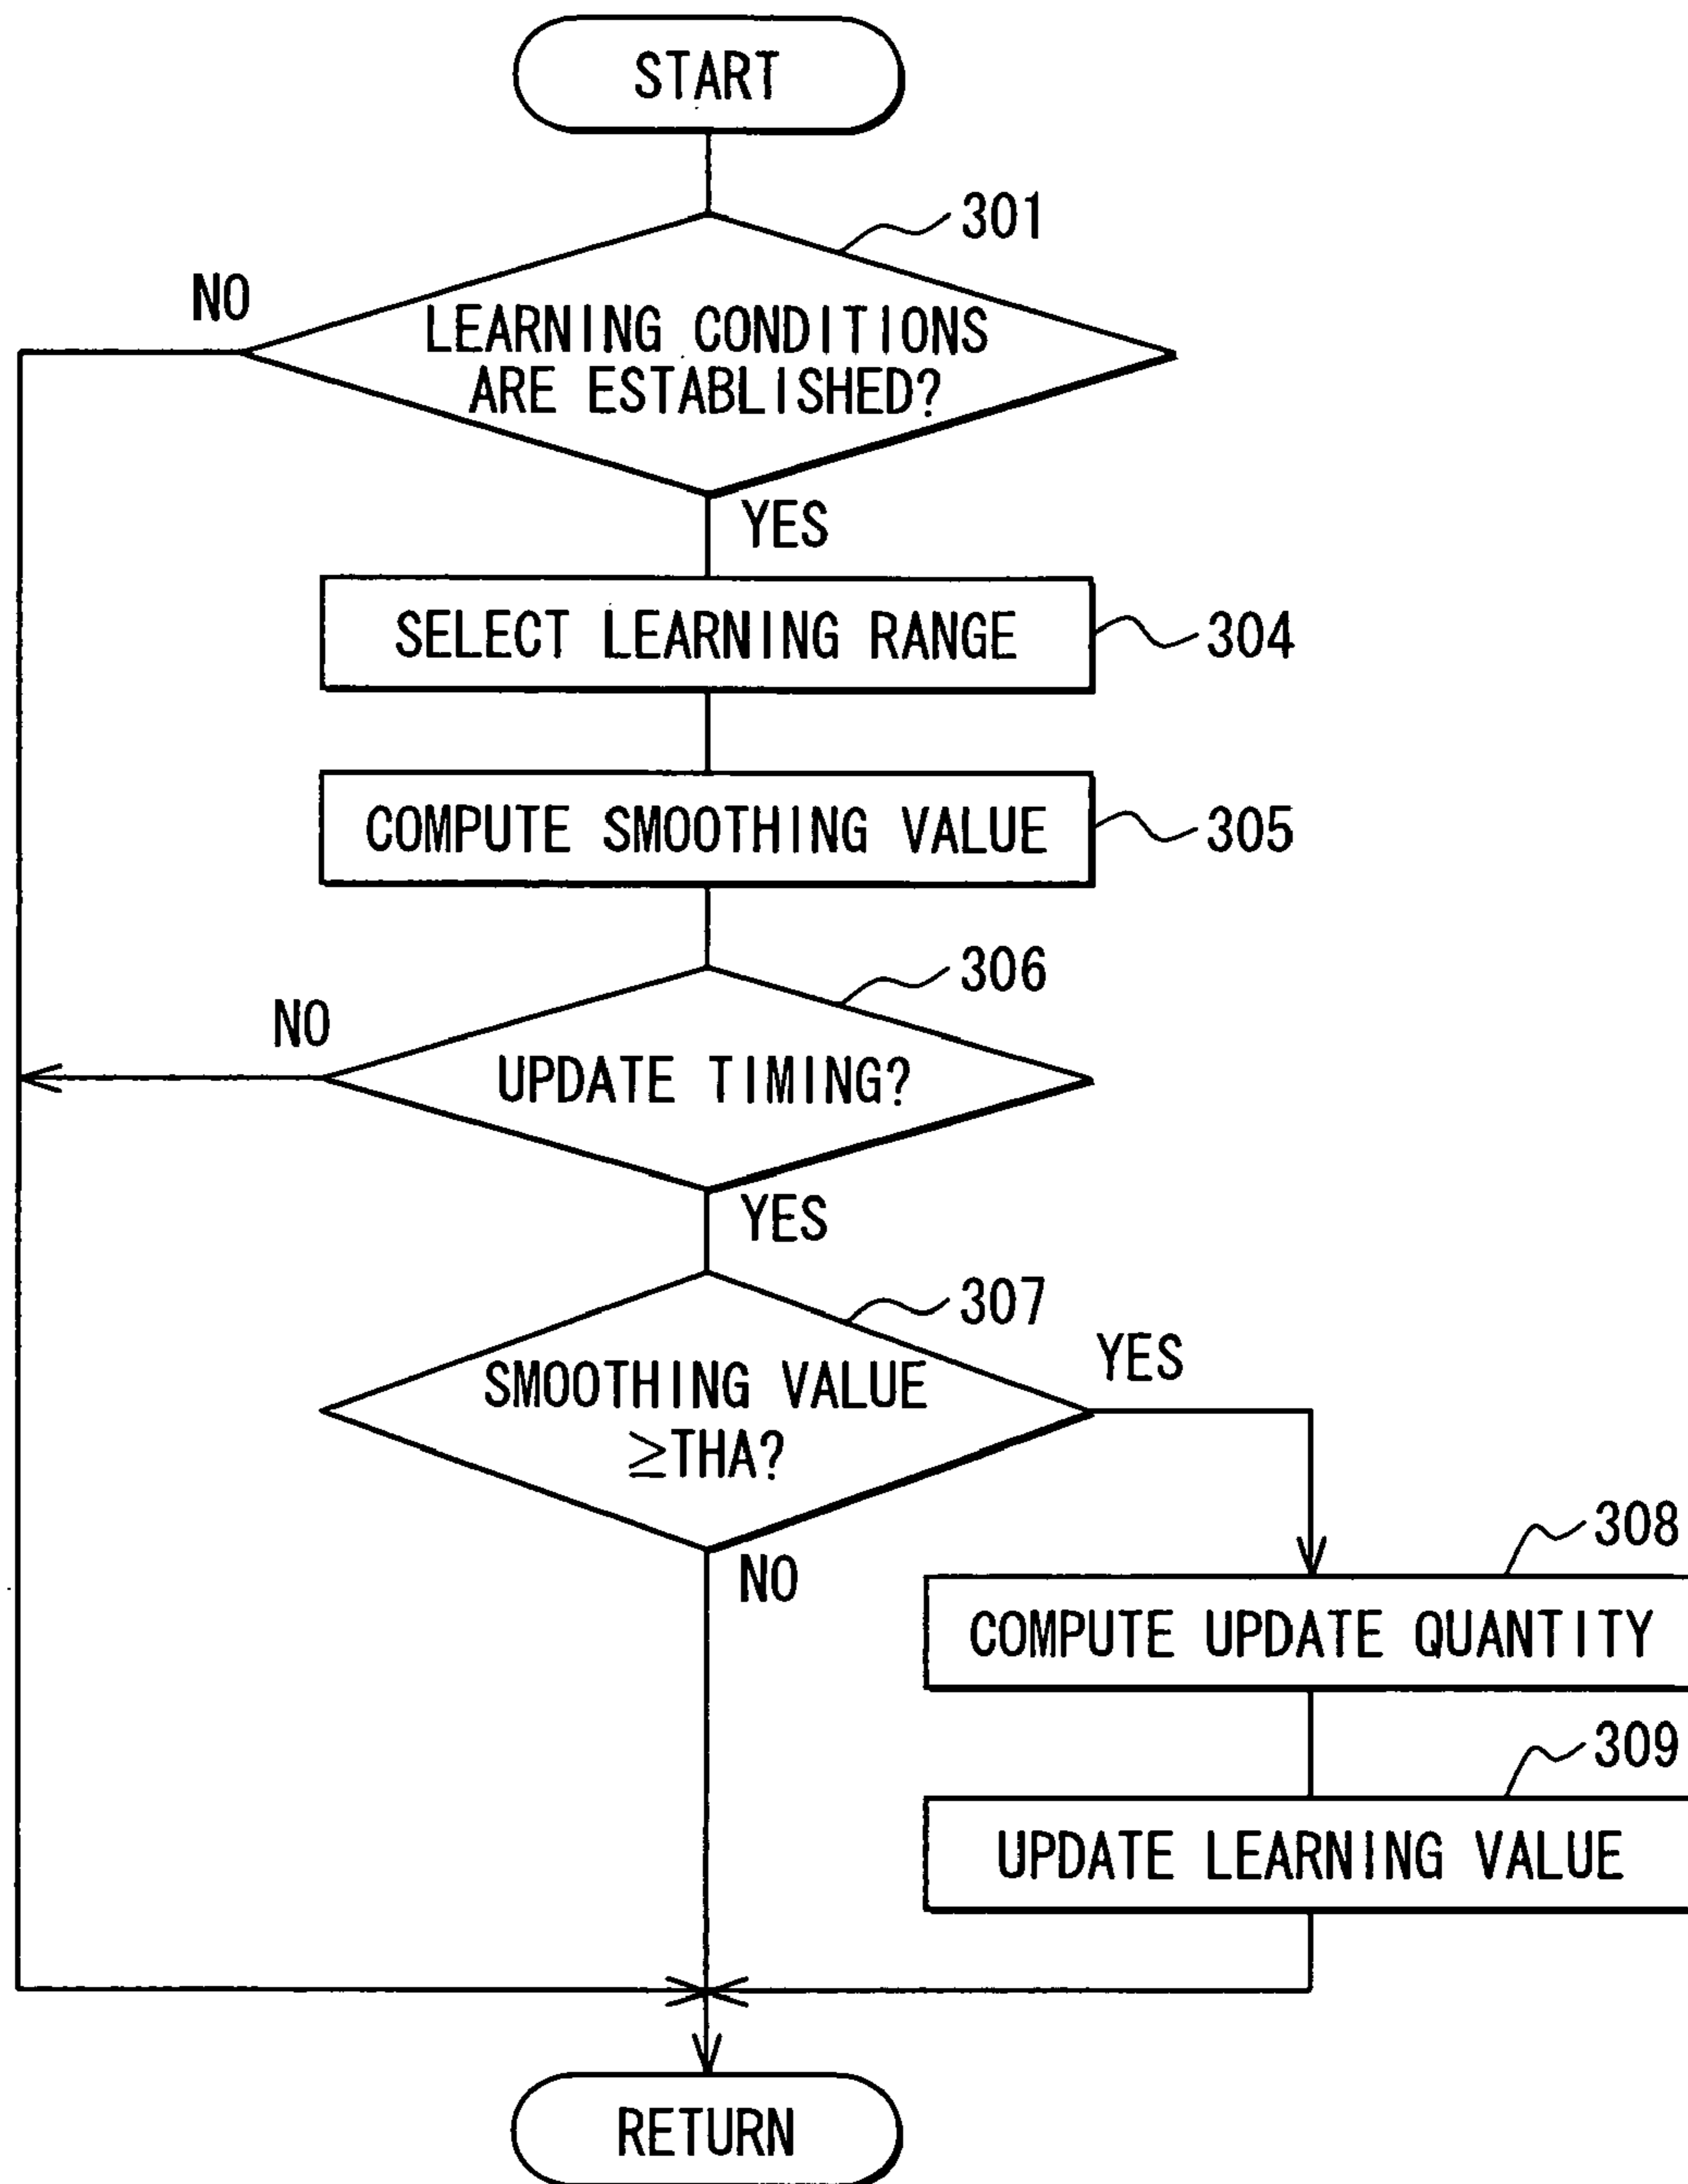 START
301
NO
LEARNING CONDITIONS
ARE ESTABLISHED?
YES
SELECT LEARNING RANGE
304
COMPUTE SMOOTHING VALUE
305
306
NO
UPDATE TIMING?
YES
307
YES
SMOOTHING VALUE
≥THA?
NO
308
COMPUTE UPDATE QUANTITY
309
UPDATE LEARNING VALUE
RETURN